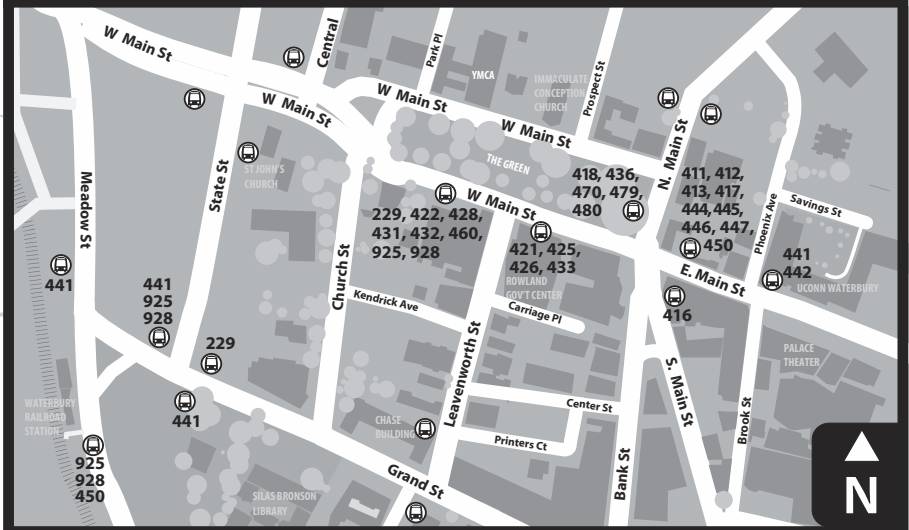 W Main St
Central
Park Pl
YMCA
IMMACULATE
CONCEPTION
CHURCH
Prospect St
W Main St
W Main St
W Main St
N. Main St
Meadow St
State St
ST JOHN'S
CHURCH
THE GREEN
W Main St
418, 436,
470, 479,
480
411, 412,
413, 417,
444, 445,
446, 447,
450
Phoenix Ave
Savings St
229, 422, 428,
431, 432, 460,
925, 928
421, 425,
426, 433
ROWLAND
GOV'T CENTER
441
442
UCONN WATERBURY
E. Main St
416
441
441
925
928
229
Church St
Kendrick Ave
Carriage Pl
Leavenworth St
PALACE
THEATER
S. Main St
Brook St
Center St
Printers Ct
CHASE
BUILDING
WATERBURY
RAILROAD
STATION
441
925
928
450
SILAS BRONSON
LIBRARY
Grand St
Bank St
N